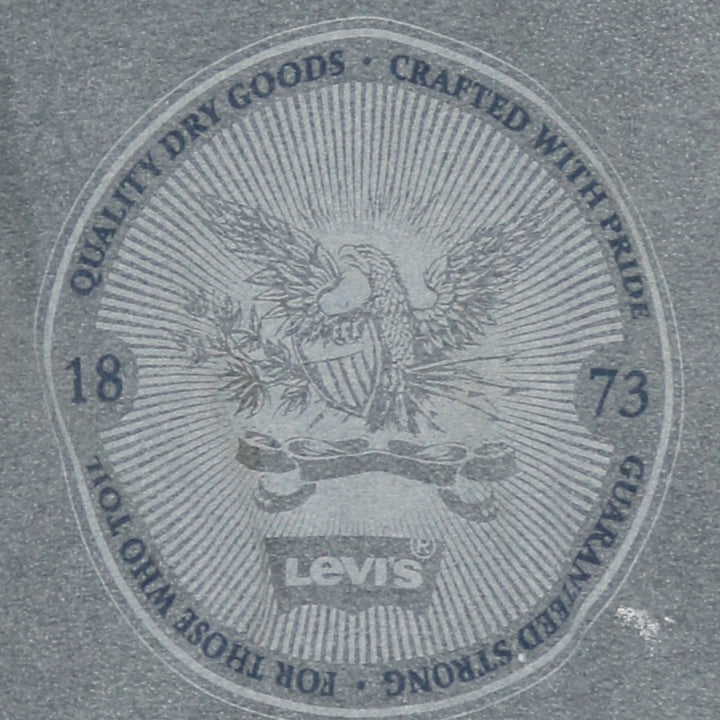 QUALITY DRY GOODS · CRAFTED WITH PRIDE
18 73
GUARANTEED STRONG · FOR THOSE WHO TOIL
LEVI'S®